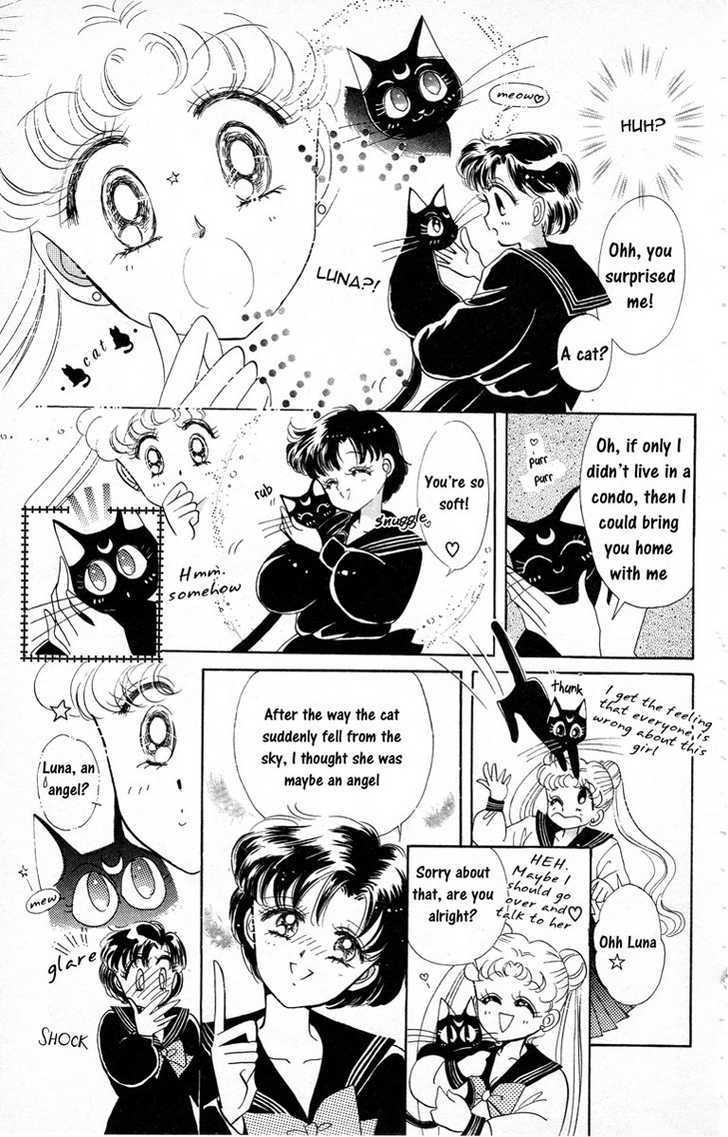 HUH?
meow♡
Ohh, you
surprised
me!
A cat?
LUNA?!
cat
Oh, if only I
didn't live in a
condo, then I
could bring
you home
with me
♡
purr
purr
You're so
soft!
♡
snuggle
rub
Hmm.
somehow
thunk
I get the feeling
that everyone is
wrong about this
girl
HEH.
Maybe I
should go
over and♡
talk to her
Ohh Luna
☆
Sorry about
that, are you
alright?
After the way the cat
suddenly fell from the
sky, I thought she was
maybe an angel
Luna, an
angel?
mew
glare
SHOCK